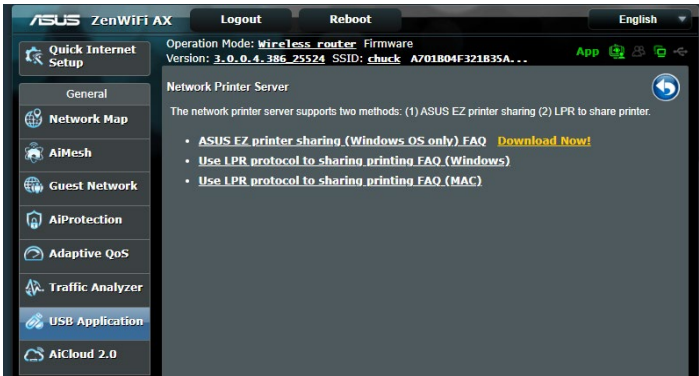 ASUS ZenWiFi AX Logout Reboot English
Quick Internet Setup
Operation Mode: Wireless router Firmware
Version: 3.0.0.4.386_25524 SSID: chuck A701B04F321B35A... App
General
Network Map
AiMesh
Guest Network
AiProtection
Adaptive QoS
Traffic Analyzer
USB Application
AiCloud 2.0
Network Printer Server
The network printer server supports two methods: (1) ASUS EZ printer sharing (2) LPR to share printer.
ASUS EZ printer sharing (Windows OS only) FAQ Download Now!
Use LPR protocol to sharing printing FAQ (Windows)
Use LPR protocol to sharing printing FAQ (MAC)